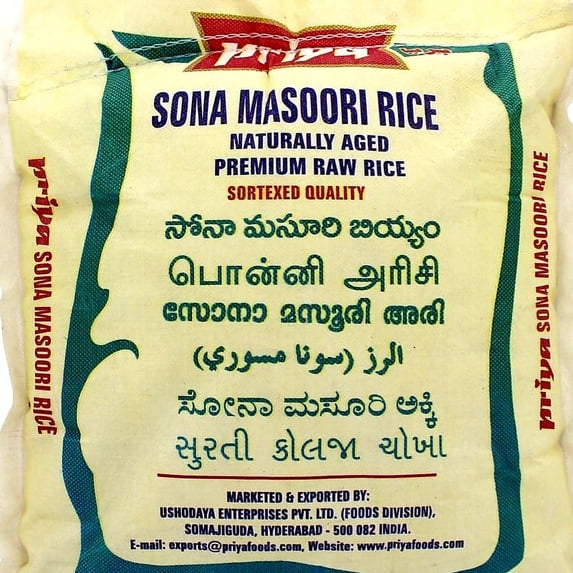 priya
SONA MASOORI RICE
NATURALLY AGED
PREMIUM RAW RICE
SORTEXED QUALITY
సోనా మసూరి బియ్యం
பொன்னி அரிசி
സോനാ മസൂരി അരി
الرز (سونا مسوري)
ಸೋನಾ ಮಸೂರಿ ಅಕ್ಕಿ
સુરતી કોલજા ચોખા
MARKETED & EXPORTED BY:
USHODAYA ENTERPRISES PVT. LTD. (FOODS DIVISION),
SOMAJIGUDA, HYDERABAD - 500 082 INDIA.
E-mail: exports@priyafoods.com, Website: www.priyafoods.com
priya SONA MASOORI RICE
priya SONA MASOORI RICE